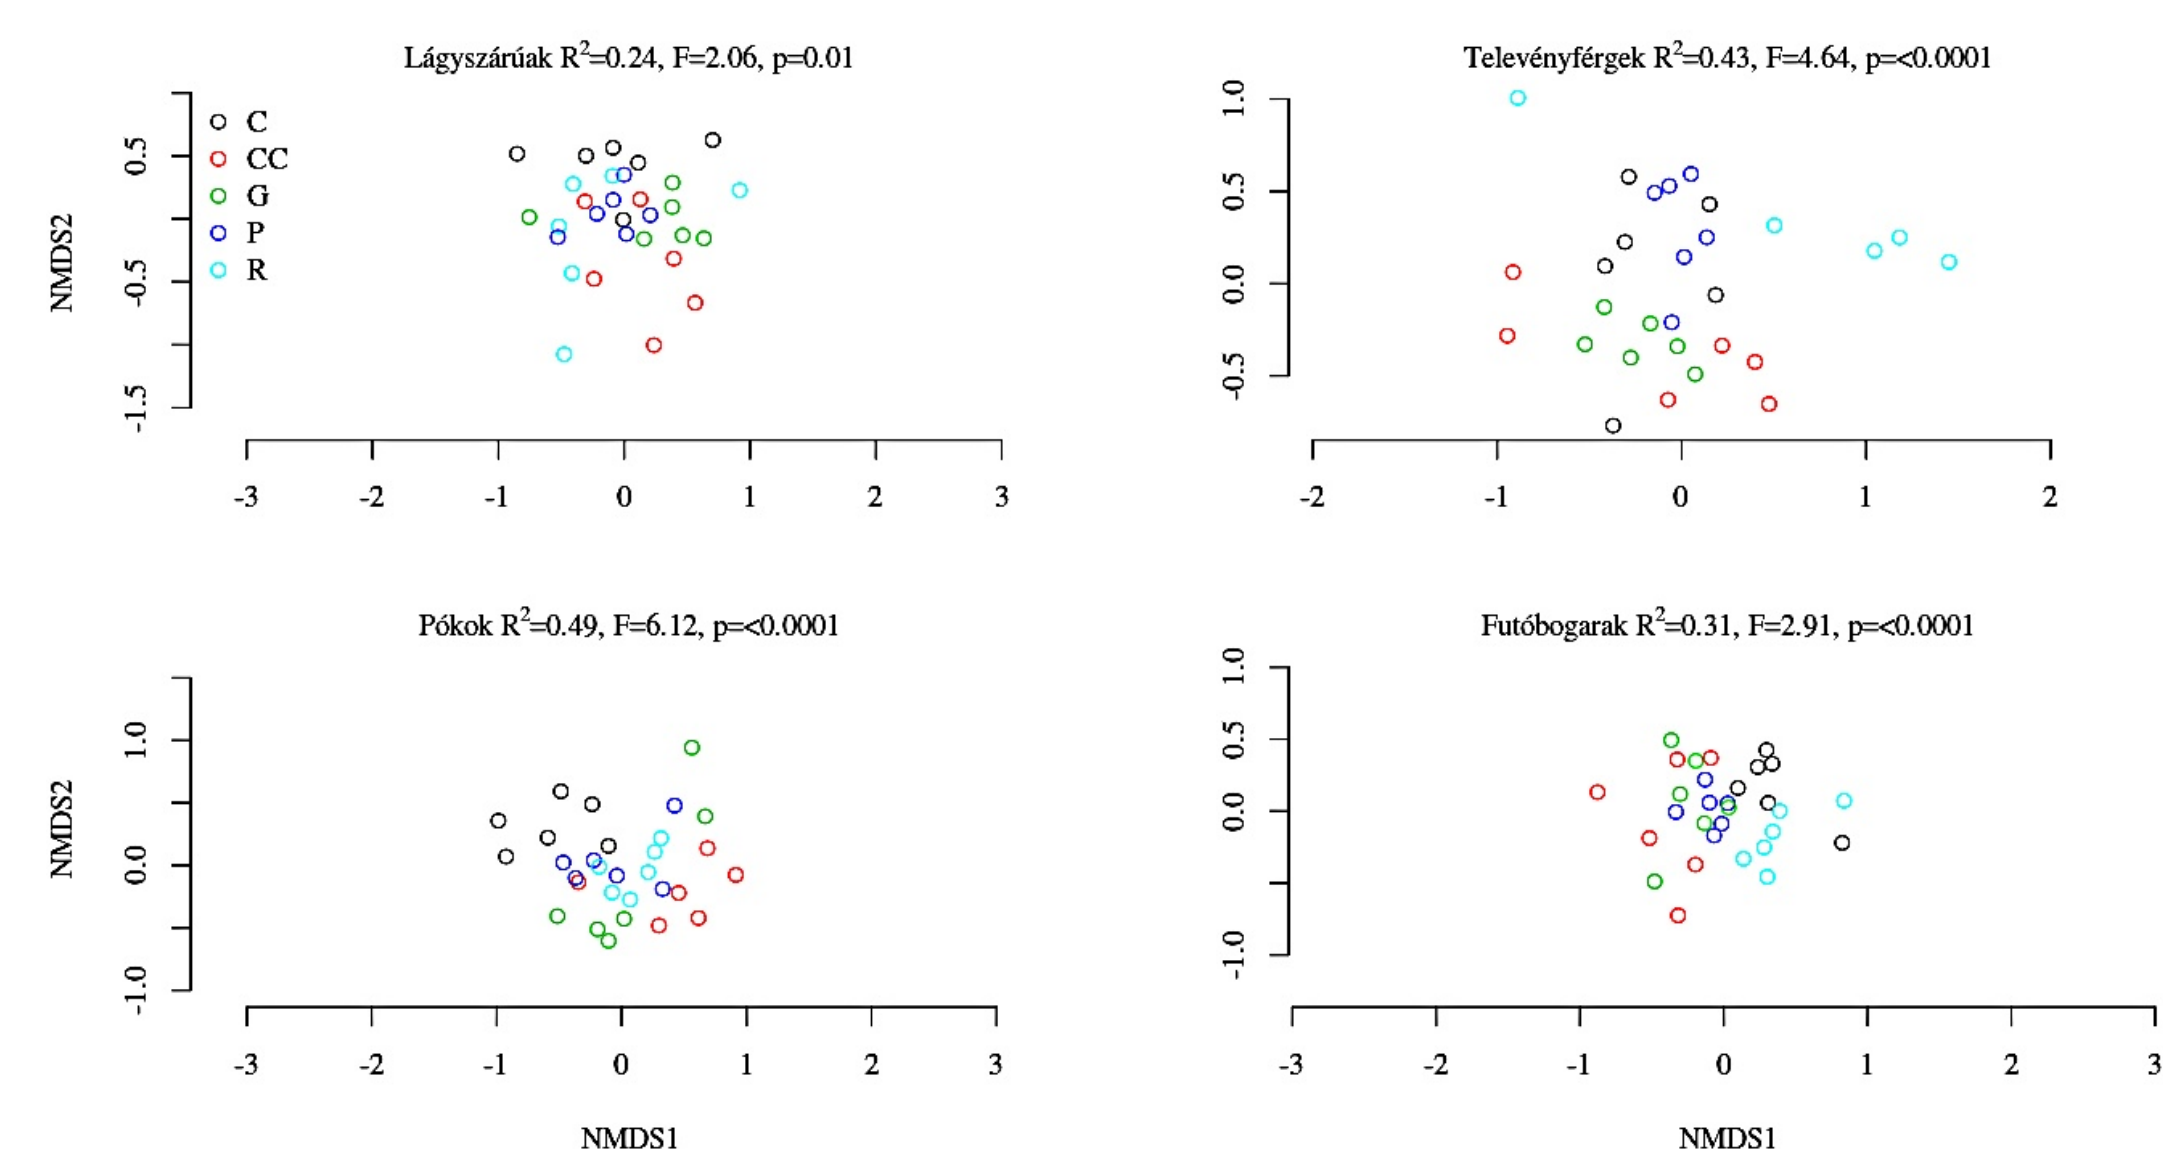 Lágyszárúak R²=0.24, F=2.06, p=0.01
NMDS2
0.5
-0.5
-1.5
C
CC
G
P
R
-3 -2 -1 0 1 2 3
Televényférgek R²=0.43, F=4.64, p=<0.0001
1.0
0.5
0.0
-0.5
-2 -1 0 1 2
Pókok R²=0.49, F=6.12, p=<0.0001
NMDS2
1.0
0.0
-1.0
-3 -2 -1 0 1 2 3
NMDS1
Futóbogarak R²=0.31, F=2.91, p=<0.0001
1.0
0.5
0.0
-1.0
-3 -2 -1 0 1 2 3
NMDS1